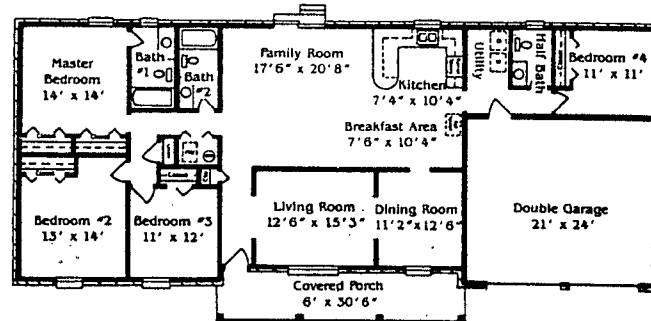 Master
Bedroom
14' x 14'
Bath
#1
Bath
#2
Family Room
17'6" x 20'8"
Kitchen
7'4" x 10'4"
Breakfast Area
7'6" x 10'4"
Utility
Half Bath
Bedroom #4
11' x 11'
Closet
Closet
Closet
Bedroom #2
13' x 14'
Bedroom #3
11' x 12'
Living Room
12'6" x 15'3"
Dining Room
11'2" x 12'6"
Double Garage
21' x 24'
Covered Porch
6' x 30'6"